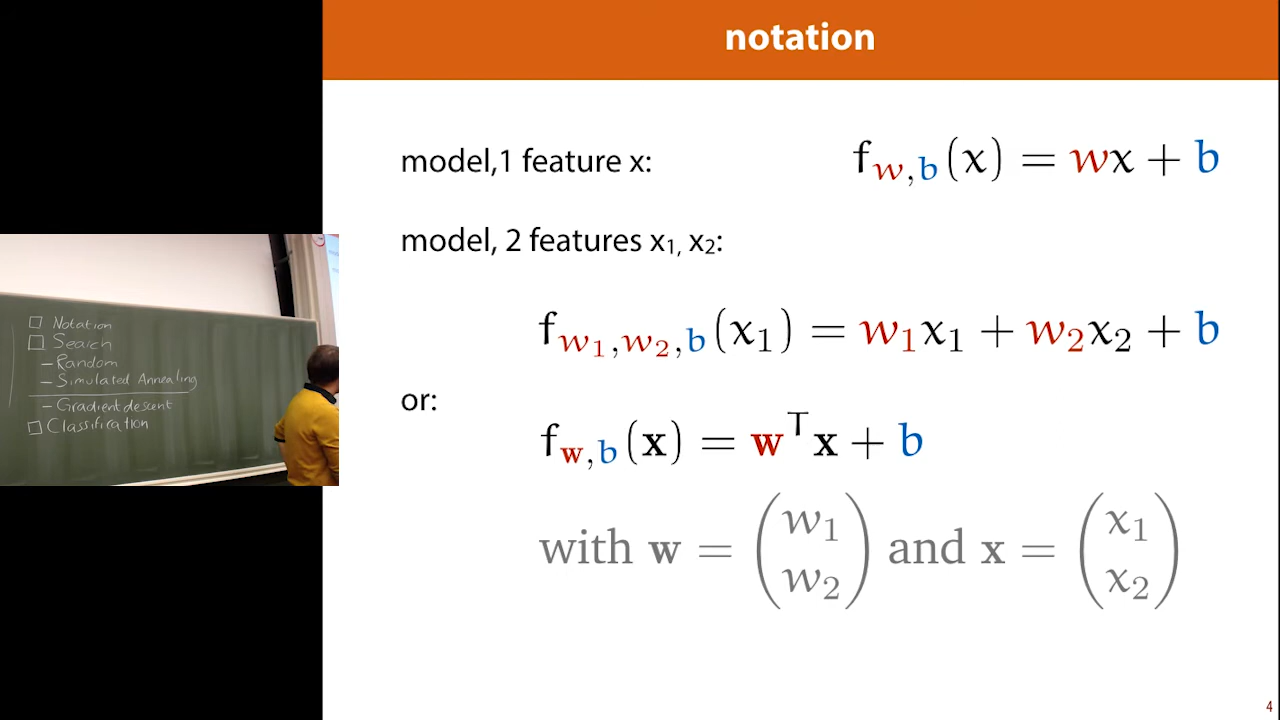 notation
model,1 feature x:
f_{w,b}(x) = wx + b
model, 2 features x₁, x₂:
f_{w₁,w₂,b}(x₁) = w₁x₁ + w₂x₂ + b
or:
f_{𝐰,b}(𝐱) = 𝐰ᵀ𝐱 + b
with 𝐰 = (w₁ w₂) and 𝐱 = (x₁ x₂)
4
□ Notation
□ Search
– Random
– Simulated Annealing
– Gradient descent
□ Classification